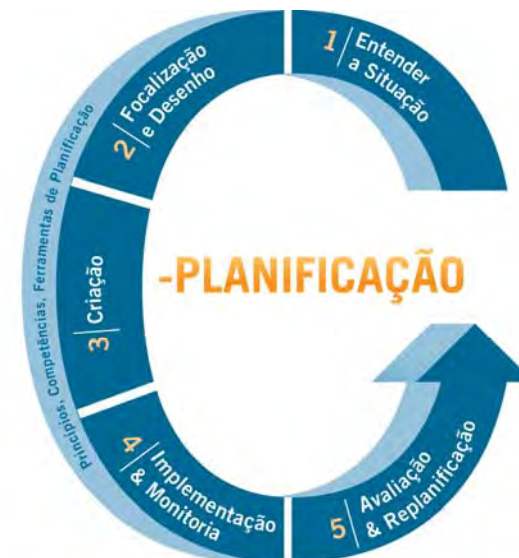 1 Entender
a Situação
2 Focalização
e Desenho
3 Criação
4 Implementação
& Monitoria
5 Avaliação
& Replanificação
-PLANIFICAÇÃO
Princípios, Competências, Ferramentas de Planificação